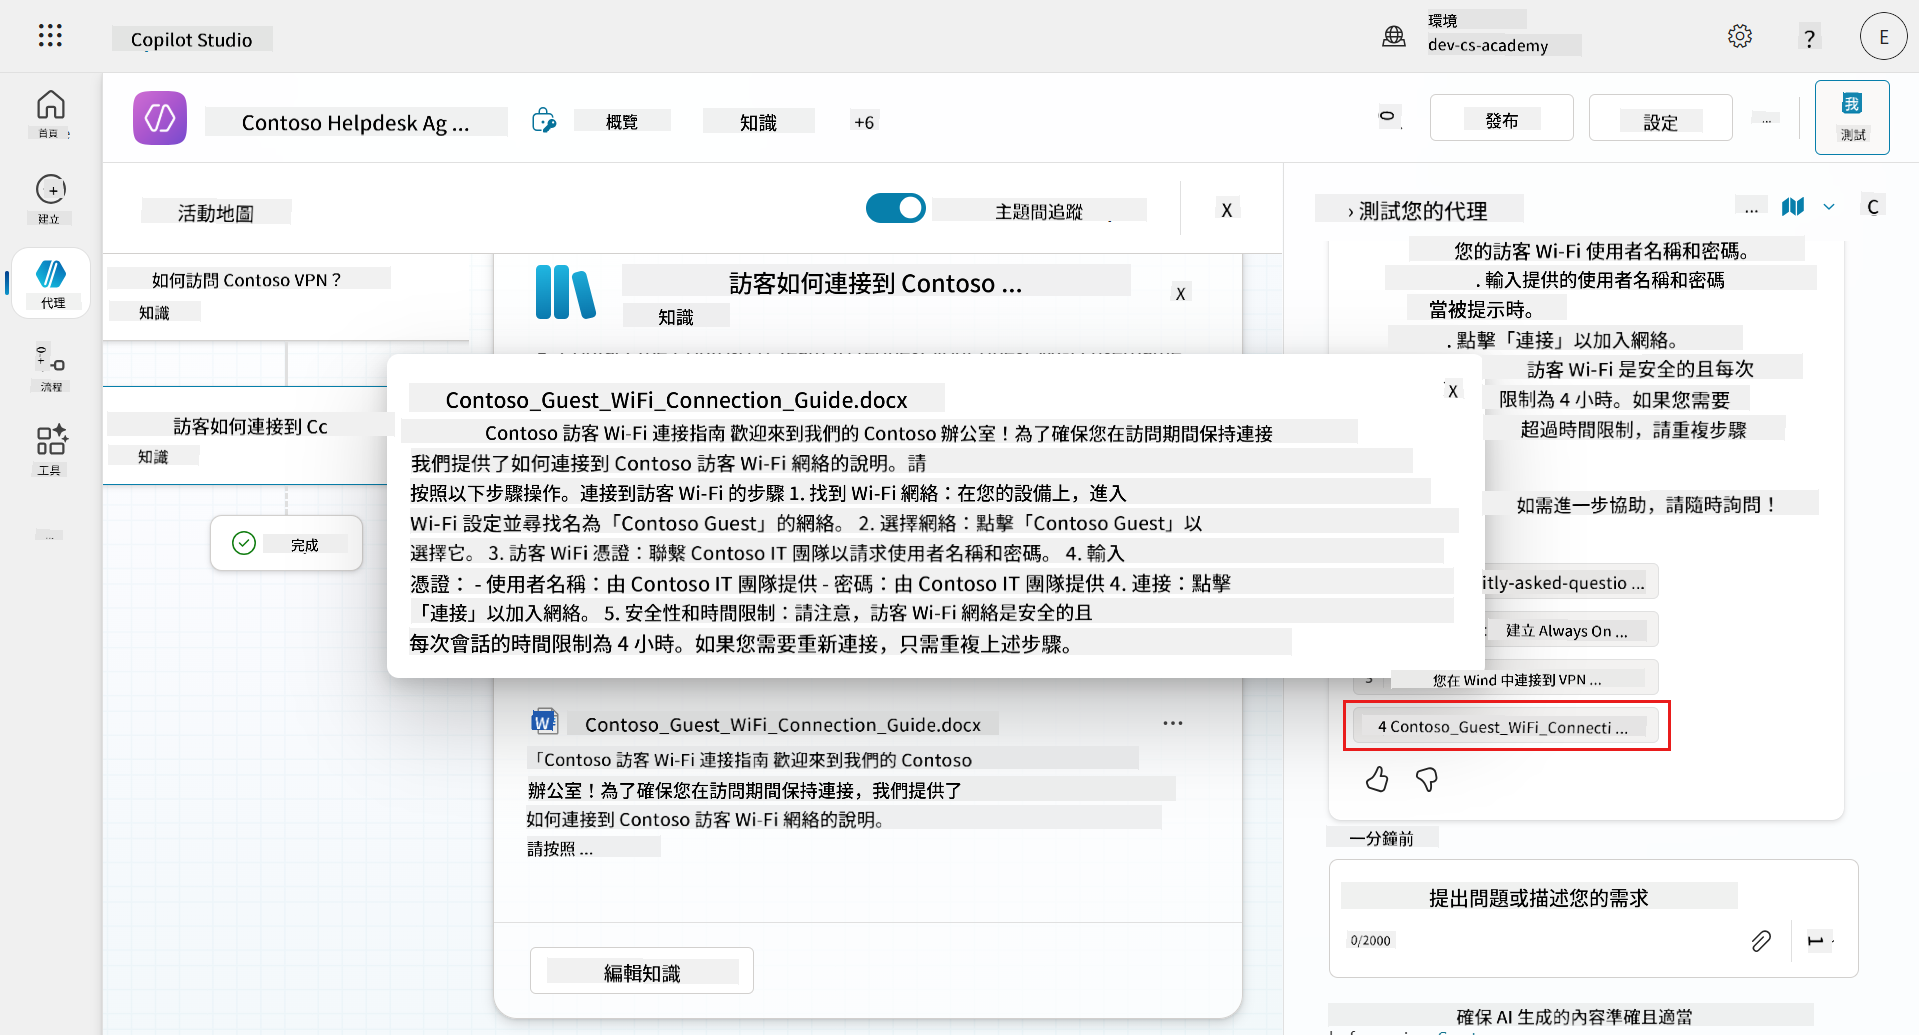 Copilot Studio
環境
dev-cs-academy
?
E
首頁
建立
代理
流程
工具
...
Contoso Helpdesk Ag ...
概覽
知識
+6
發布
設定
...
我
測試
活動地圖
主題間追蹤
X
› 測試您的代理
...
C
如何訪問 Contoso VPN？
知識
訪客如何連接到 Cc
知識
完成
訪客如何連接到 Contoso ...
知識
X
Contoso_Guest_WiFi_Connection_Guide.docx
X
Contoso 訪客 Wi-Fi 連接指南 歡迎來到我們的 Contoso 辦公室！為了確保您在訪問期間保持連接
我們提供了如何連接到 Contoso 訪客 Wi-Fi 網絡的說明。請
按照以下步驟操作。連接到訪客 Wi-Fi 的步驟 1. 找到 Wi-Fi 網絡：在您的設備上，進入
Wi-Fi 設定並尋找名為「Contoso Guest」的網絡。 2. 選擇網絡：點擊「Contoso Guest」以
選擇它。 3. 訪客 WiFi 憑證：聯繫 Contoso IT 團隊以請求使用者名稱和密碼。 4. 輸入
憑證： - 使用者名稱：由 Contoso IT 團隊提供 - 密碼：由 Contoso IT 團隊提供 4. 連接：點擊
「連接」以加入網絡。 5. 安全性和時間限制：請注意，訪客 Wi-Fi 網絡是安全的且
每次會話的時間限制為 4 小時。如果您需要重新連接，只需重複上述步驟。
Contoso_Guest_WiFi_Connection_Guide.docx
...
「Contoso 訪客 Wi-Fi 連接指南 歡迎來到我們的 Contoso
辦公室！為了確保您在訪問期間保持連接，我們提供了
如何連接到 Contoso 訪客 Wi-Fi 網絡的說明。
請按照 ...
編輯知識
您的訪客 Wi-Fi 使用者名稱和密碼。
. 輸入提供的使用者名稱和密碼
當被提示時。
. 點擊「連接」以加入網絡。
訪客 Wi-Fi 是安全的且每次
限制為 4 小時。如果您需要
超過時間限制，請重複步驟
如需進一步協助，請隨時詢問！
itly-asked-questio ...
建立 Always On ...
您在 Wind 中連接到 VPN ...
4 Contoso_Guest_WiFi_Connecti ...
一分鐘前
提出問題或描述您的需求
0/2000
確保 AI 生成的內容準確且適當